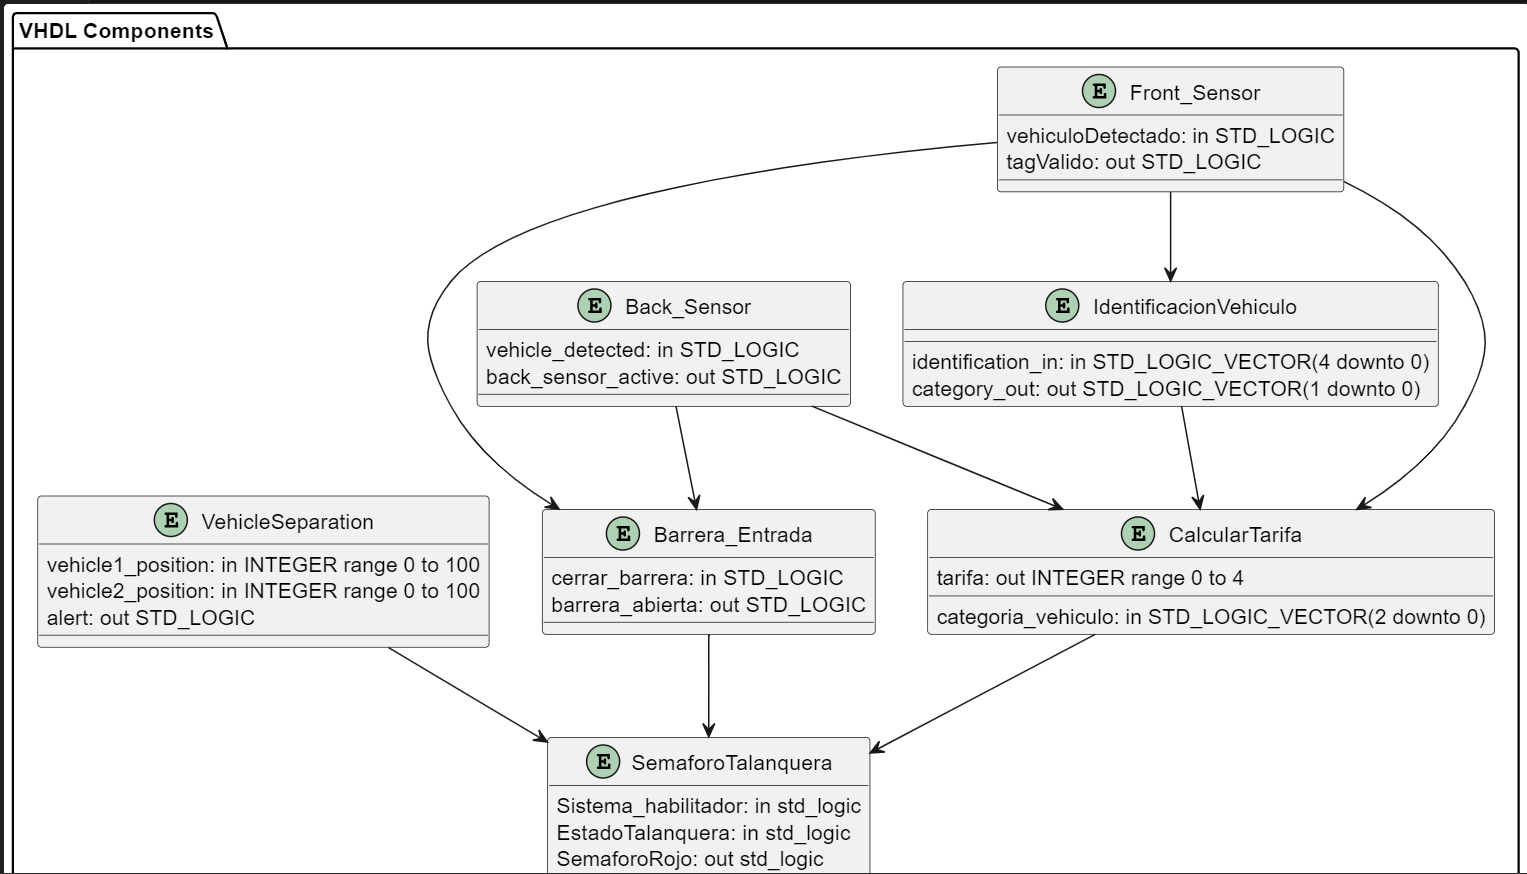 VHDL Components
E Front_Sensor
vehiculoDetectado: in STD_LOGIC
tagValido: out STD_LOGIC
E Back_Sensor
vehicle_detected: in STD_LOGIC
back_sensor_active: out STD_LOGIC
E IdentificacionVehiculo
identification_in: in STD_LOGIC_VECTOR(4 downto 0)
category_out: out STD_LOGIC_VECTOR(1 downto 0)
E VehicleSeparation
vehicle1_position: in INTEGER range 0 to 100
vehicle2_position: in INTEGER range 0 to 100
alert: out STD_LOGIC
E Barrera_Entrada
cerrar_barrera: in STD_LOGIC
barrera_abierta: out STD_LOGIC
E CalcularTarifa
tarifa: out INTEGER range 0 to 4
categoria_vehiculo: in STD_LOGIC_VECTOR(2 downto 0)
E SemaforoTalanquera
Sistema_habilitador: in std_logic
EstadoTalanquera: in std_logic
SemaforoRojo: out std_logic